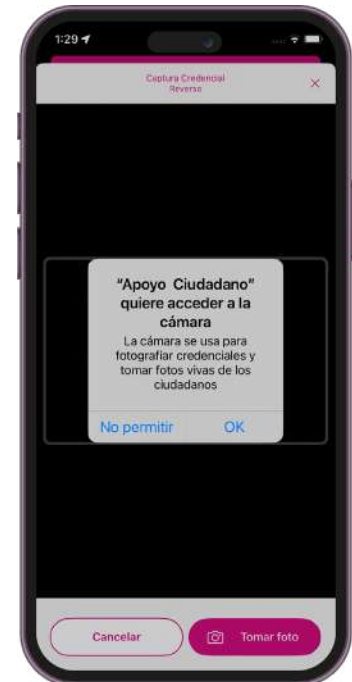 1:29
Captura Credencial
Reverso
"Apoyo Ciudadano"
quiere acceder a la
cámara
La cámara se usa para
fotografiar credenciales y
tomar fotos vivas de los
ciudadanos
No permitir OK
Cancelar Tomar foto